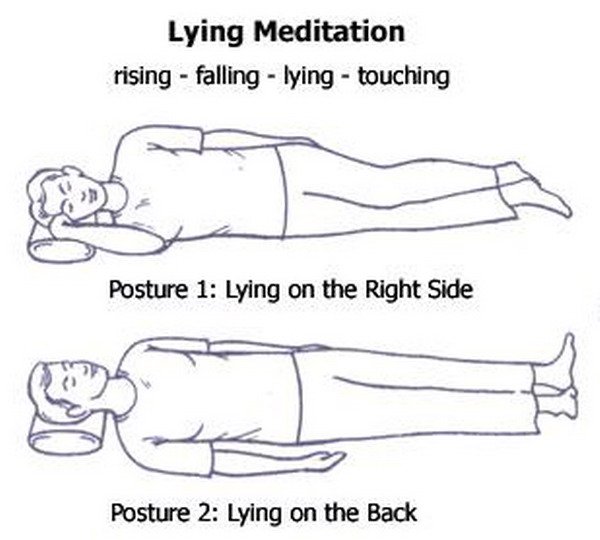 Lying Meditation
rising - falling - lying - touching
Posture 1: Lying on the Right Side
Posture 2: Lying on the Back